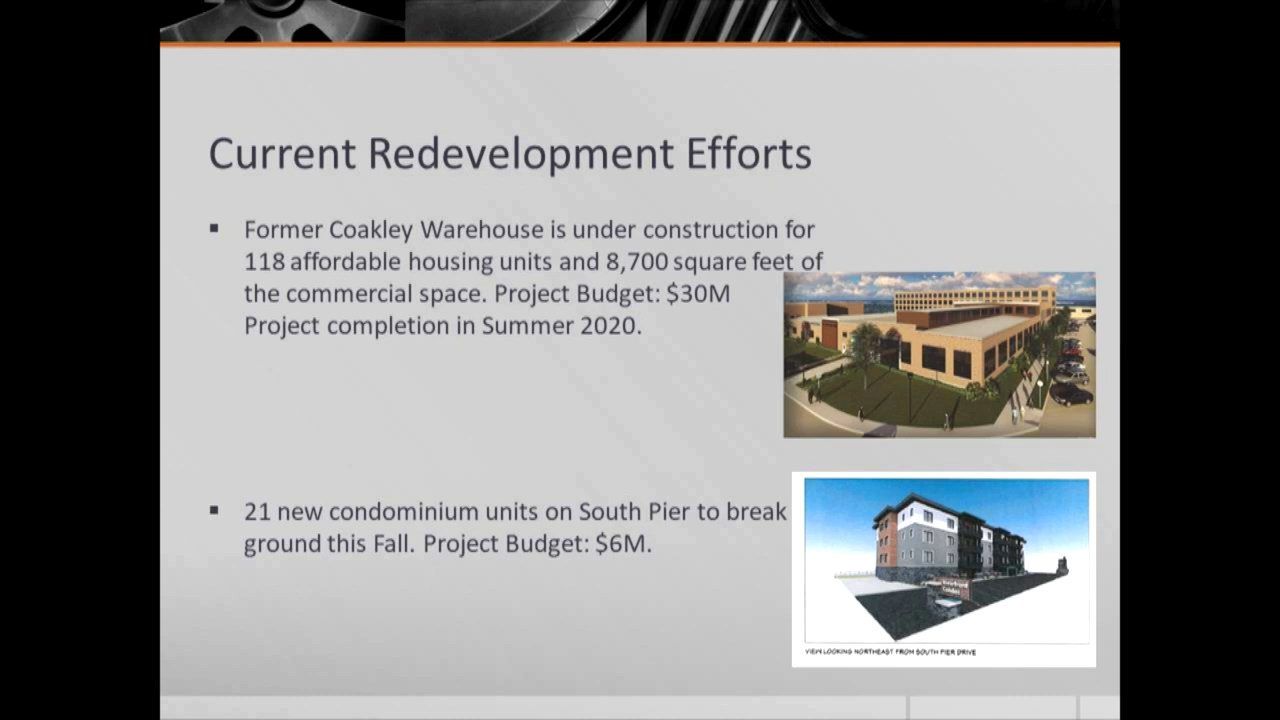 Current Redevelopment Efforts
▪ Former Coakley Warehouse is under construction for
118 affordable housing units and 8,700 square feet of
the commercial space. Project Budget: $30M
Project completion in Summer 2020.
▪ 21 new condominium units on South Pier to break
ground this Fall. Project Budget: $6M.
VIEW LOOKING NORTHEAST FROM SOUTH PIER DRIVE